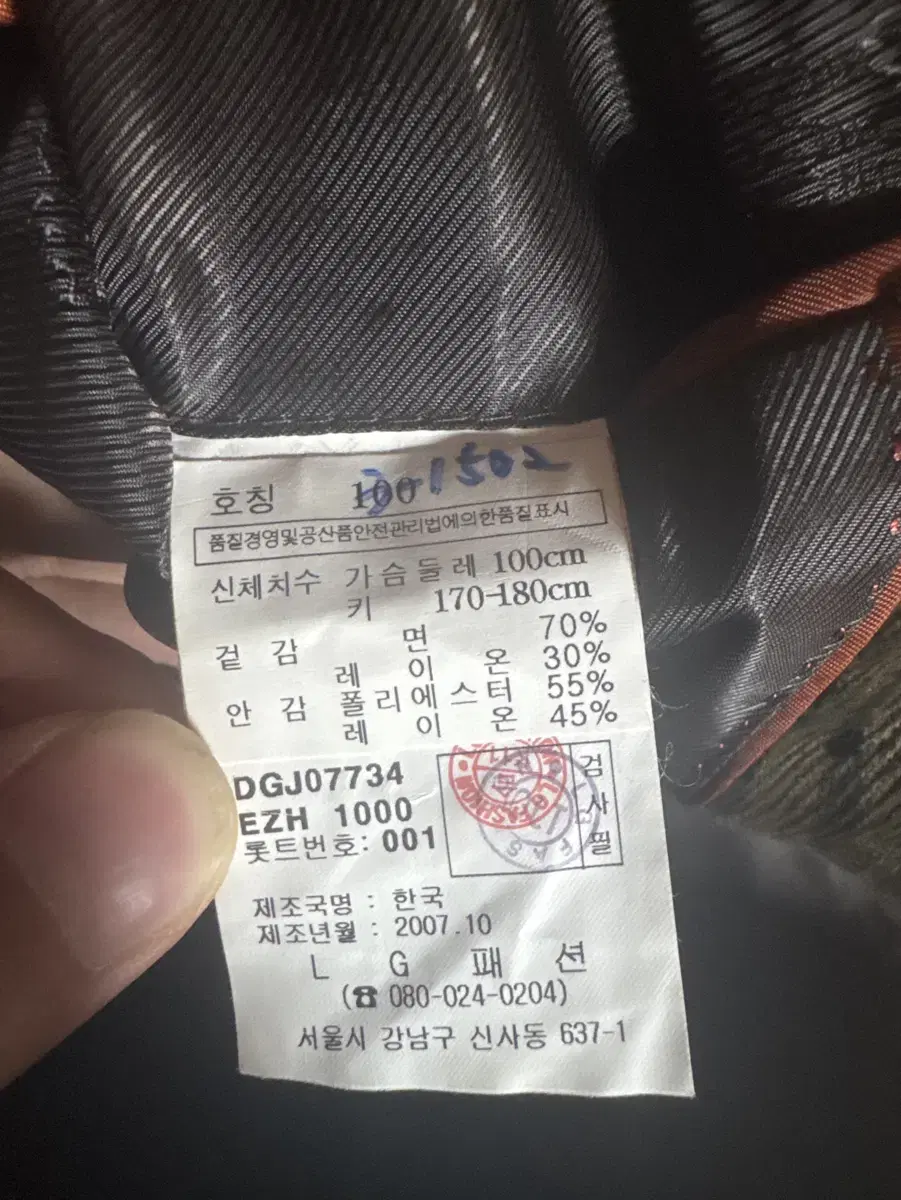 호칭 100 -1502
품질경영및공산품안전관리법에의한품질표시
신체치수 가슴둘레 100cm
키 170-180cm
겉감 면 70%
레이온 30%
안감 폴리에스터 55%
레이온 45%
DGJ07734
EZH 1000
롯트번호: 001
검사필
제조국명 : 한국
제조년월 : 2007.10
LG패션
(☎ 080-024-0204)
서울시 강남구 신사동 637-1